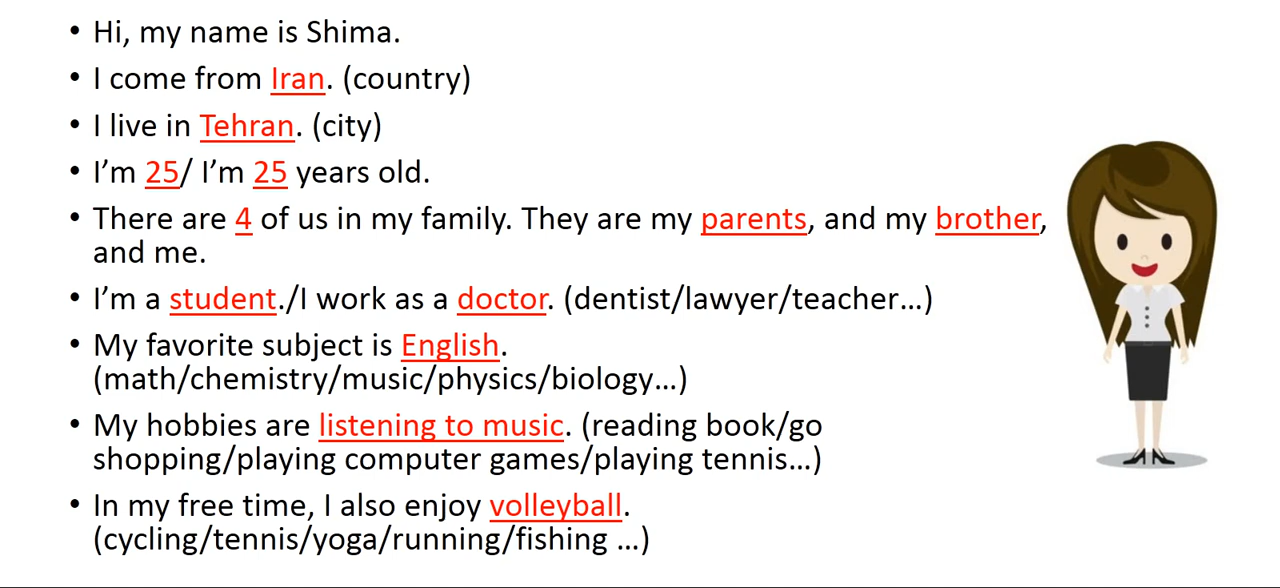 • Hi, my name is Shima.
• I come from Iran. (country)
• I live in Tehran. (city)
• I’m 25/ I’m 25 years old.
• There are 4 of us in my family. They are my parents, and my brother,
and me.
• I’m a student./I work as a doctor. (dentist/lawyer/teacher…)
• My favorite subject is English.
(math/chemistry/music/physics/biology…)
• My hobbies are listening to music. (reading book/go
shopping/playing computer games/playing tennis…)
• In my free time, I also enjoy volleyball.
(cycling/tennis/yoga/running/fishing …)